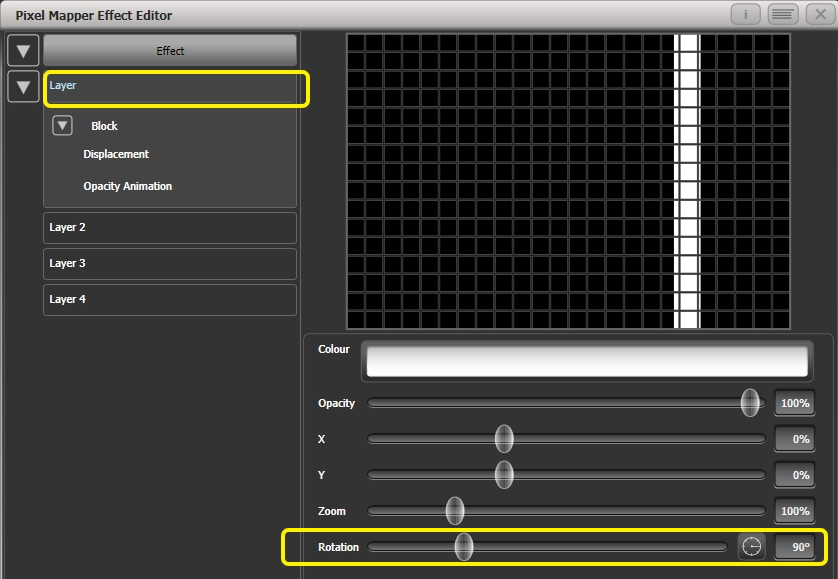 Pixel Mapper Effect Editor
Effect
Layer
Block
Displacement
Opacity Animation
Layer 2
Layer 3
Layer 4
Colour
Opacity 100%
X 0%
Y 0%
Zoom 100%
Rotation 90°